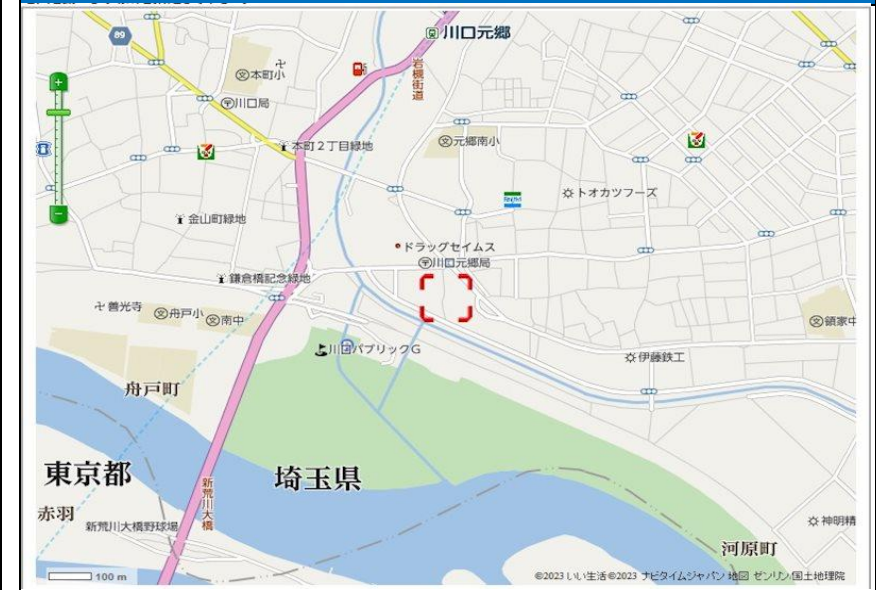 川口元郷
89
岩槻街道
本町小
川口局
本町2丁目緑地
元郷南小
トオカツフーズ
金山町緑地
ドラッグセイムス
川口元郷局
鎌倉橋記念緑地
善光寺
舟戸小
南中
領家中
川口パブリックG
伊藤鉄工
舟戸町
東京都
埼玉県
新荒川大橋
赤羽
新荒川大橋野球場
神明精
河原町
100 m
©2023 いい生活 ©2023 ナビタイムジャパン 地図 ゼンリン/国土地理院